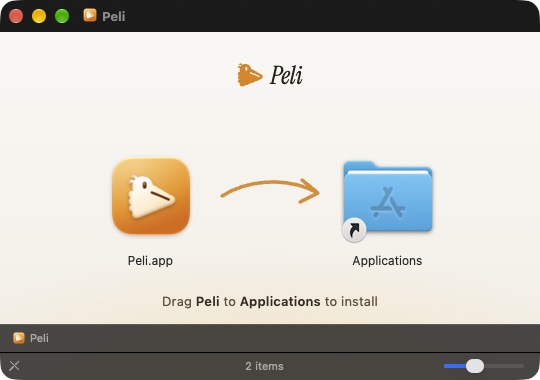 Peli
Peli
Peli.app
Applications
Drag Peli to Applications to install
Peli
2 items